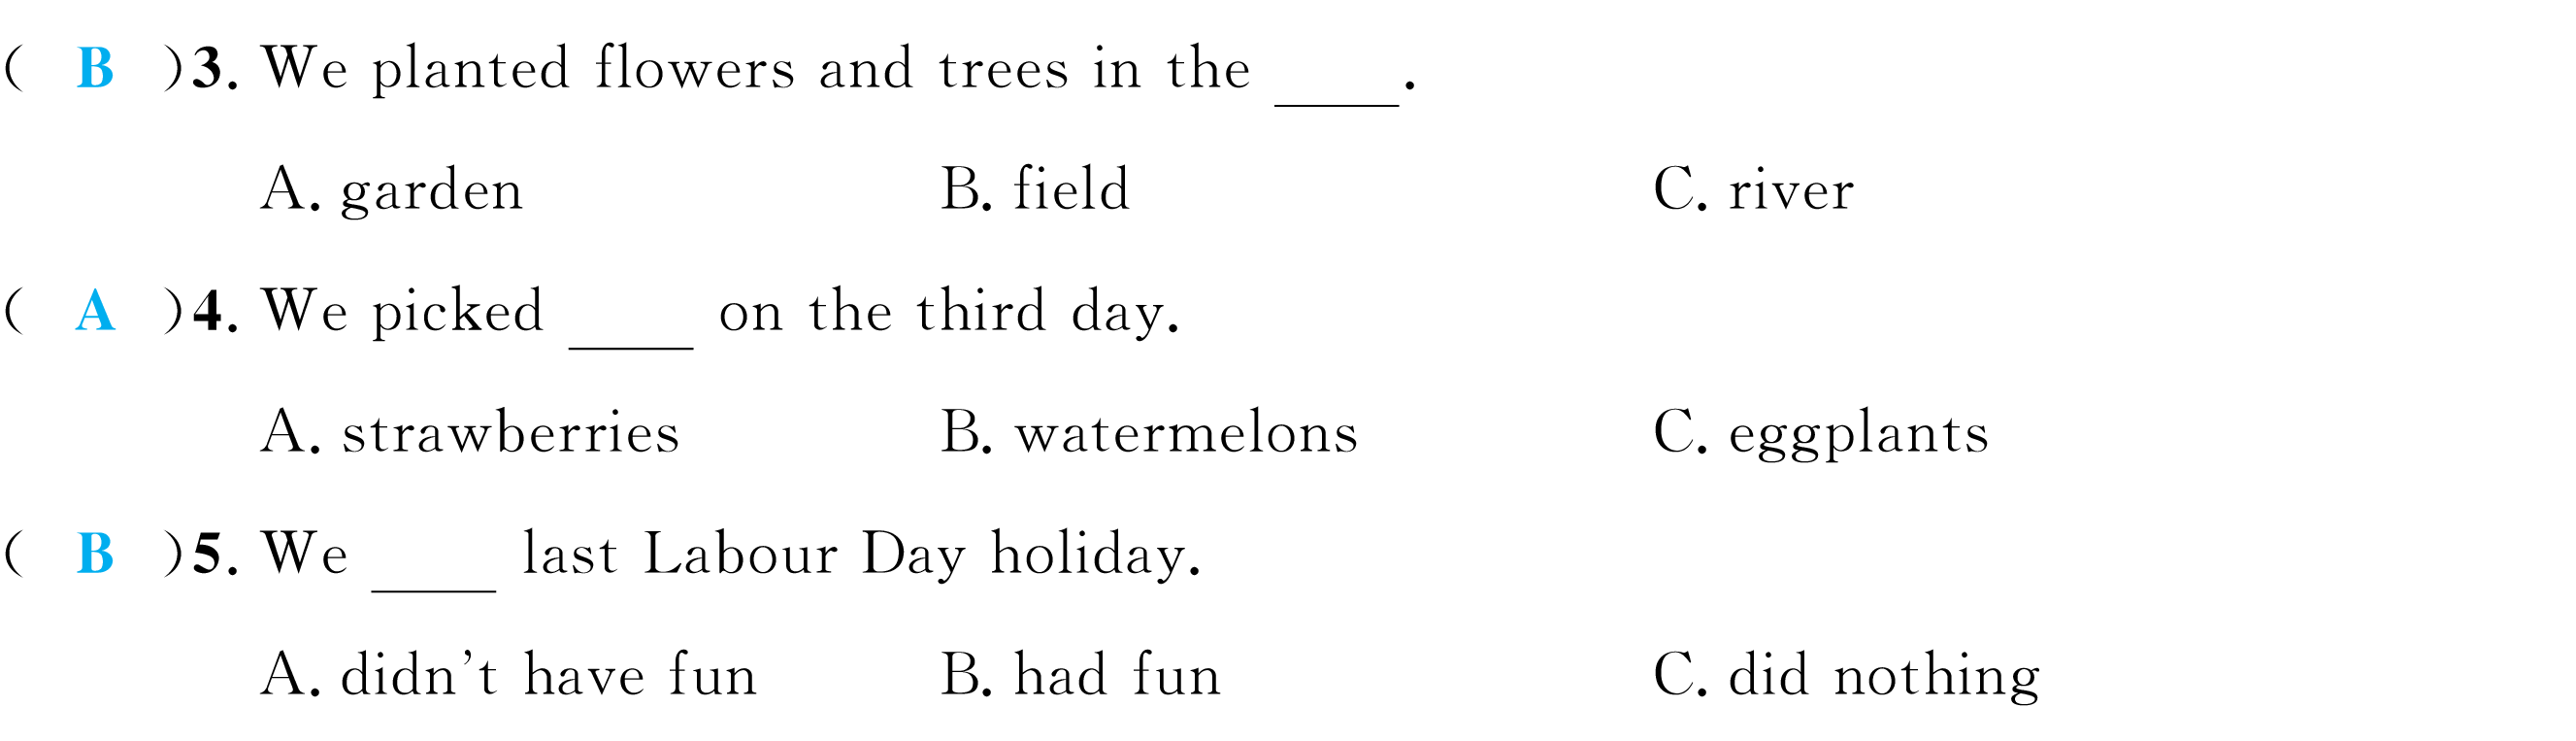 ( B )3. We planted flowers and trees in the ____.
A. garden B. field C. river
( A )4. We picked ____ on the third day.
A. strawberries B. watermelons C. eggplants
( B )5. We ____ last Labour Day holiday.
A. didn't have fun B. had fun C. did nothing